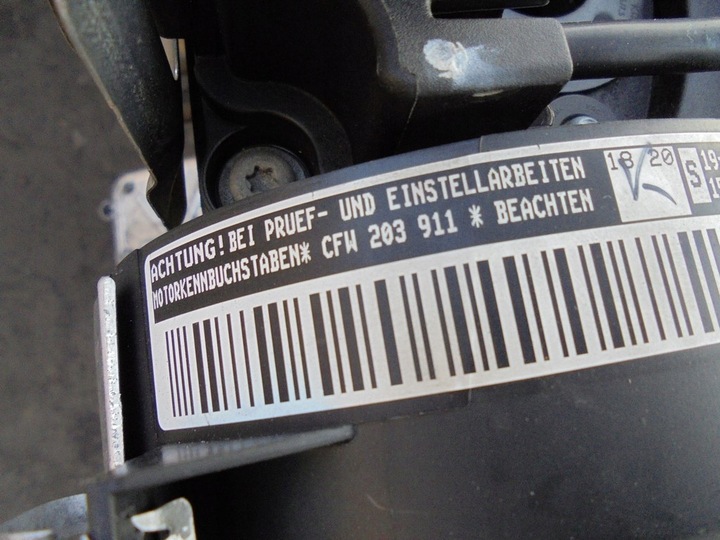 ACHTUNG! BEI PRUEF- UND EINSTELLARBEITEN
MOTORKENNBUCHSTABEN* CFW 203 911 * BEACHTEN
18 20
S